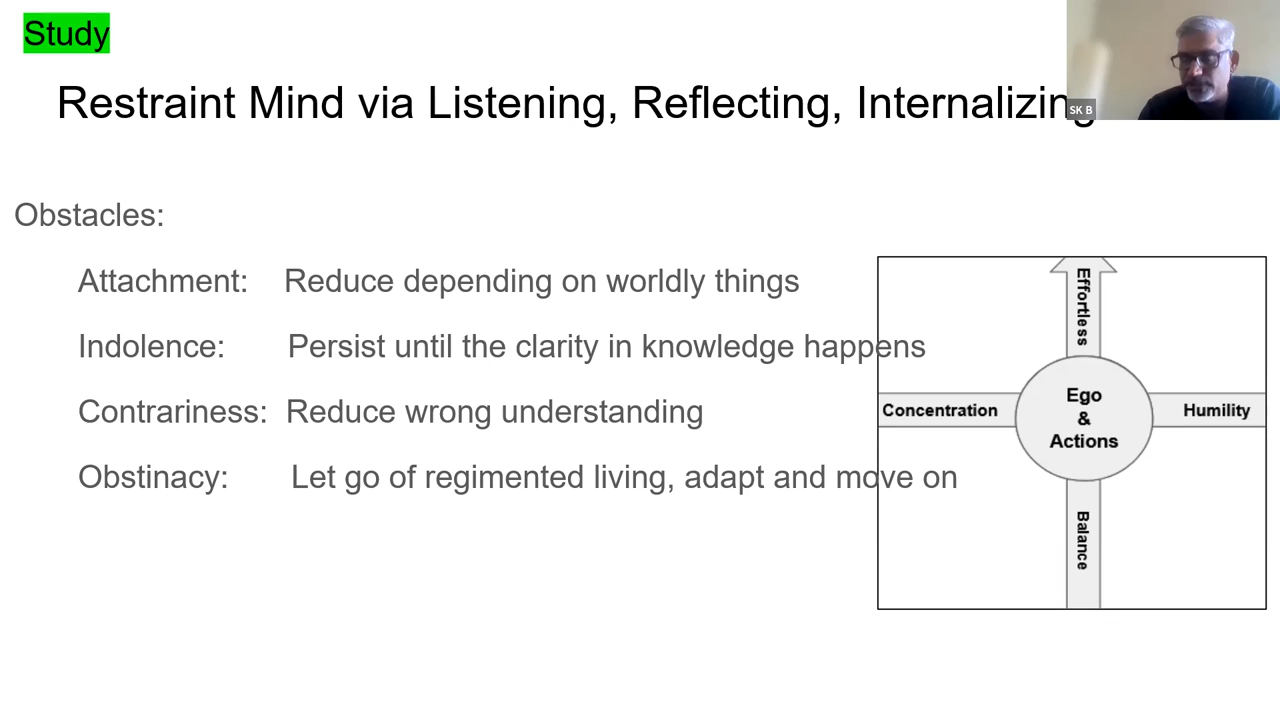 Study
Restraint Mind via Listening, Reflecting, Internalizing
SK B
Obstacles:
Attachment: Reduce depending on worldly things
Indolence: Persist until the clarity in knowledge happens
Contrariness: Reduce wrong understanding
Obstinacy: Let go of regimented living, adapt and move on
Effortless
Concentration
Ego
&
Actions
Humility
Balance